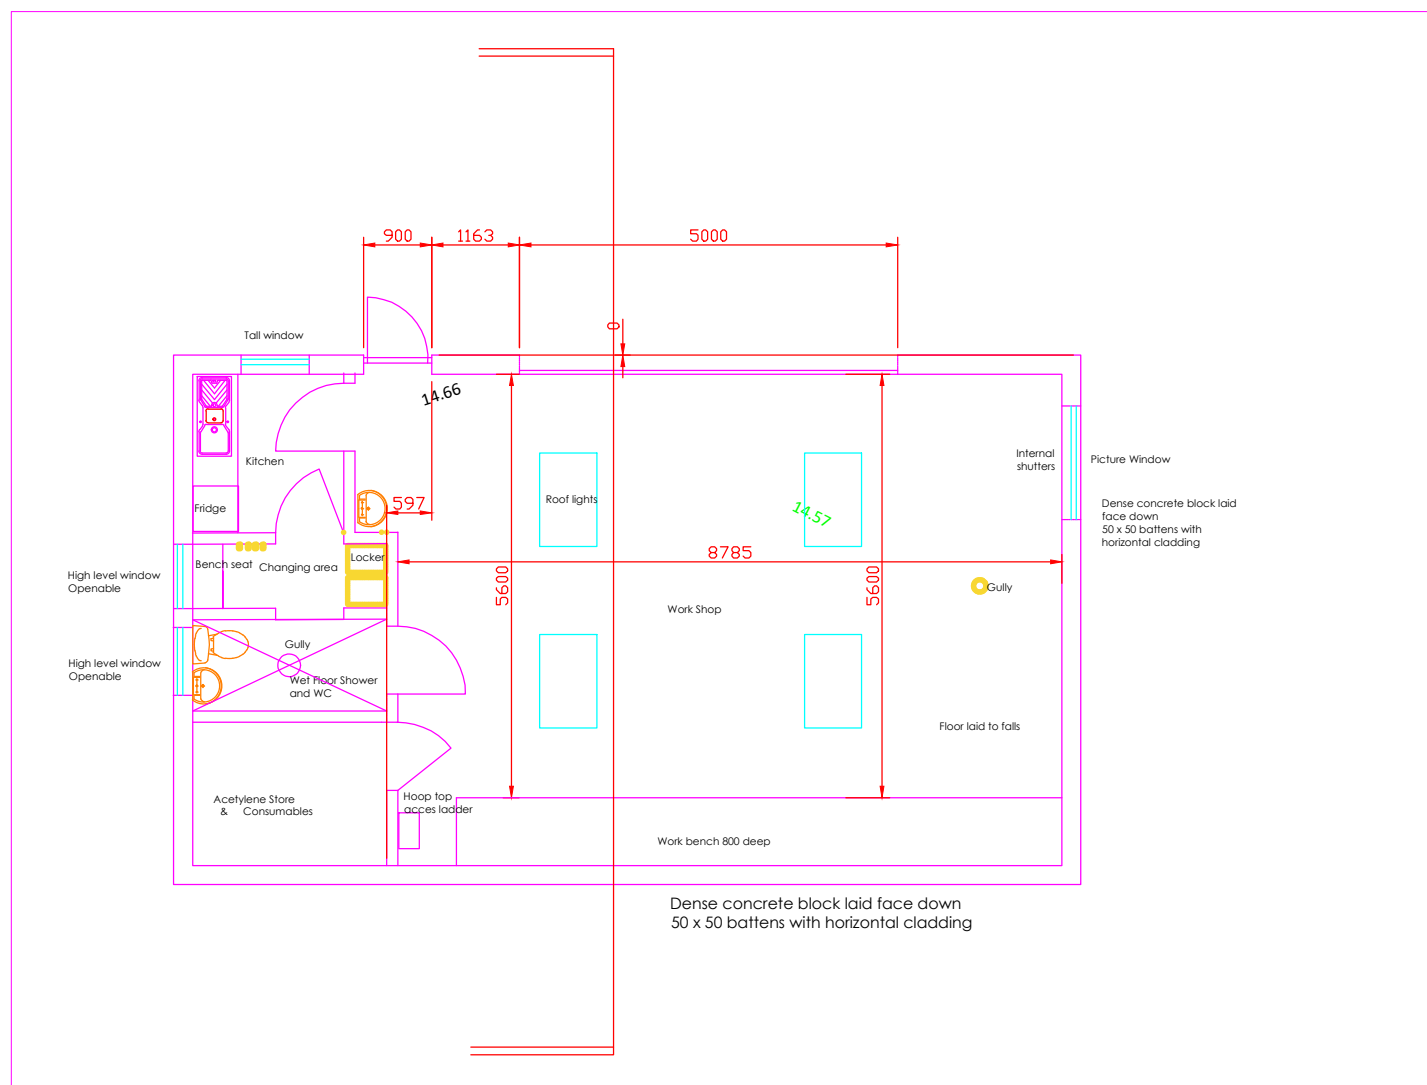 900
1163
5000
0
Tall window
14.66
Kitchen
Internal
shutters
Picture Window
Fridge
597
Roof lights
14.57
Dense concrete block laid
face down
50 x 50 battens with
horizontal cladding
8785
Locker
Bench seat
Changing area
High level window
Openable
5600
5600
Gully
Work Shop
Gully
High level window
Openable
Wet Floor Shower
and WC
Floor laid to falls
Acetylene Store
& Consumables
Hoop top
acces ladder
Work bench 800 deep
Dense concrete block laid face down
50 x 50 battens with horizontal cladding